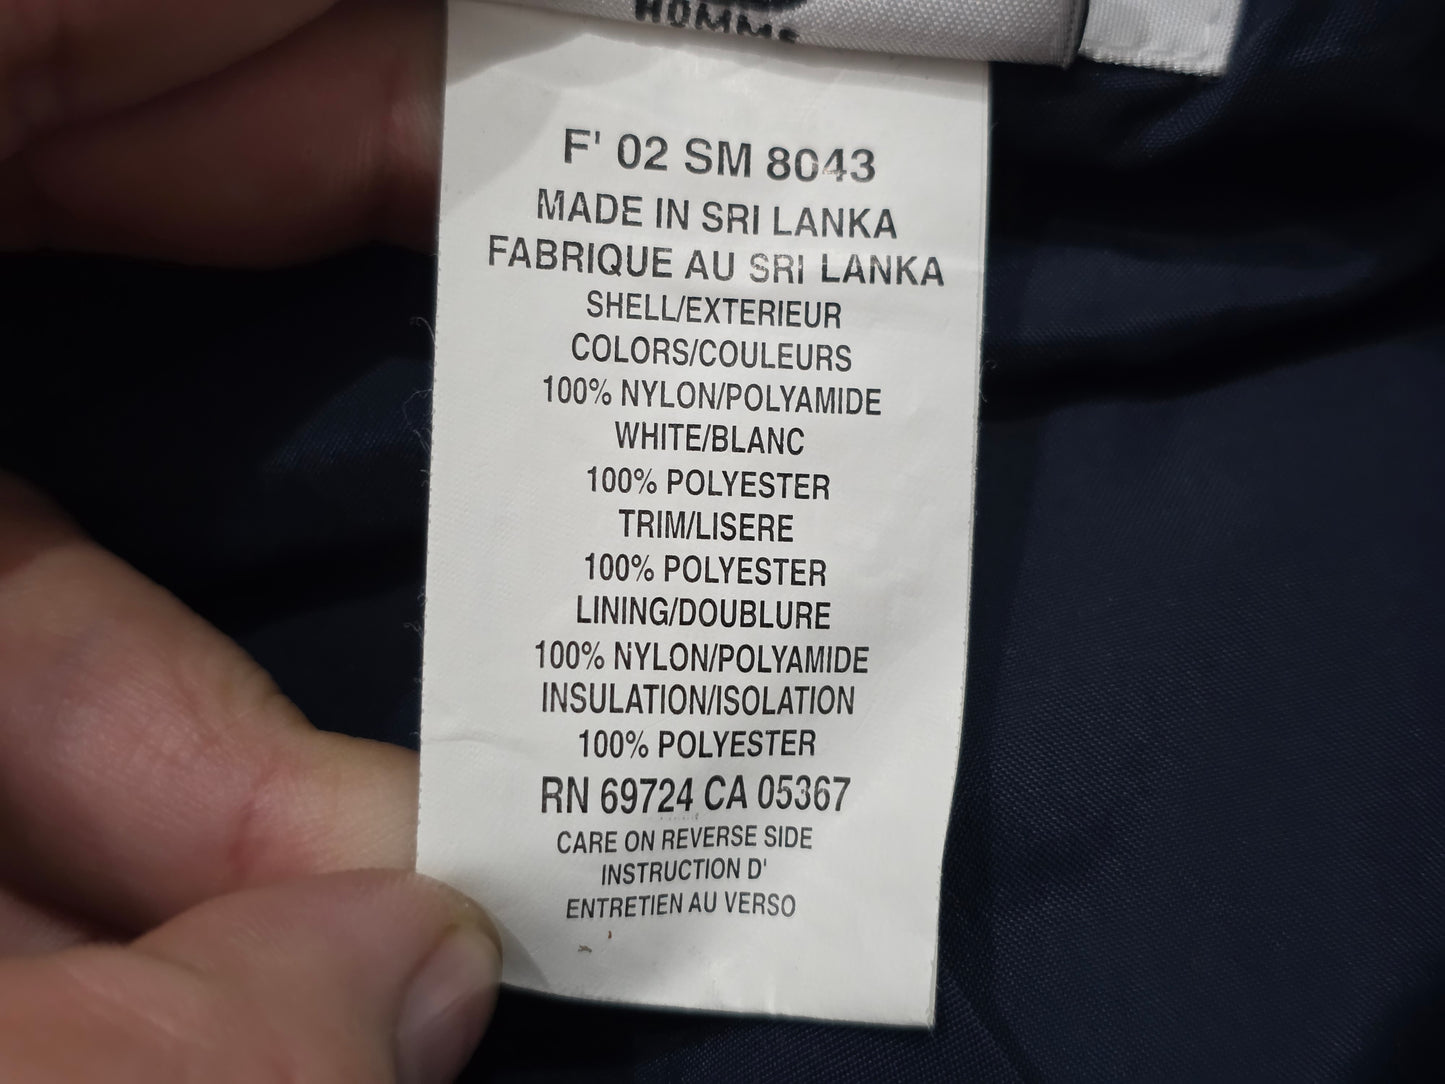 HOMME
F' 02 SM 8043
MADE IN SRI LANKA
FABRIQUE AU SRI LANKA
SHELL/EXTERIEUR
COLORS/COULEURS
100% NYLON/POLYAMIDE
WHITE/BLANC
100% POLYESTER
TRIM/LISERE
100% POLYESTER
LINING/DOUBLURE
100% NYLON/POLYAMIDE
INSULATION/ISOLATION
100% POLYESTER
RN 69724 CA 05367
CARE ON REVERSE SIDE
INSTRUCTION D'
ENTRETIEN AU VERSO